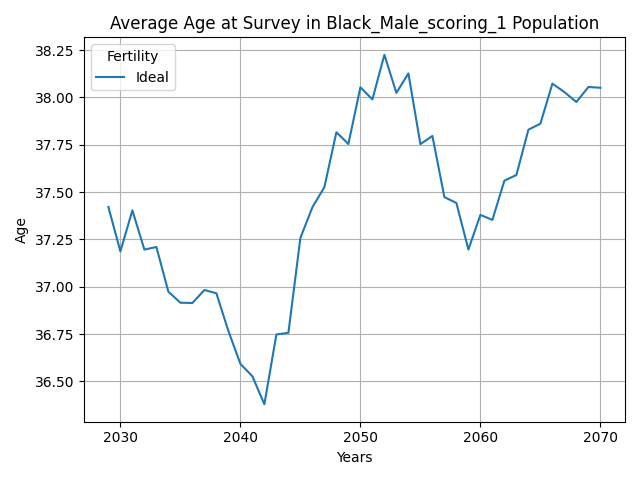 Average Age at Survey in Black_Male_scoring_1 Population
Fertility
Ideal
38.25
38.00
37.75
37.50
37.25
37.00
36.75
36.50
Age
2030 2040 2050 2060 2070
Years